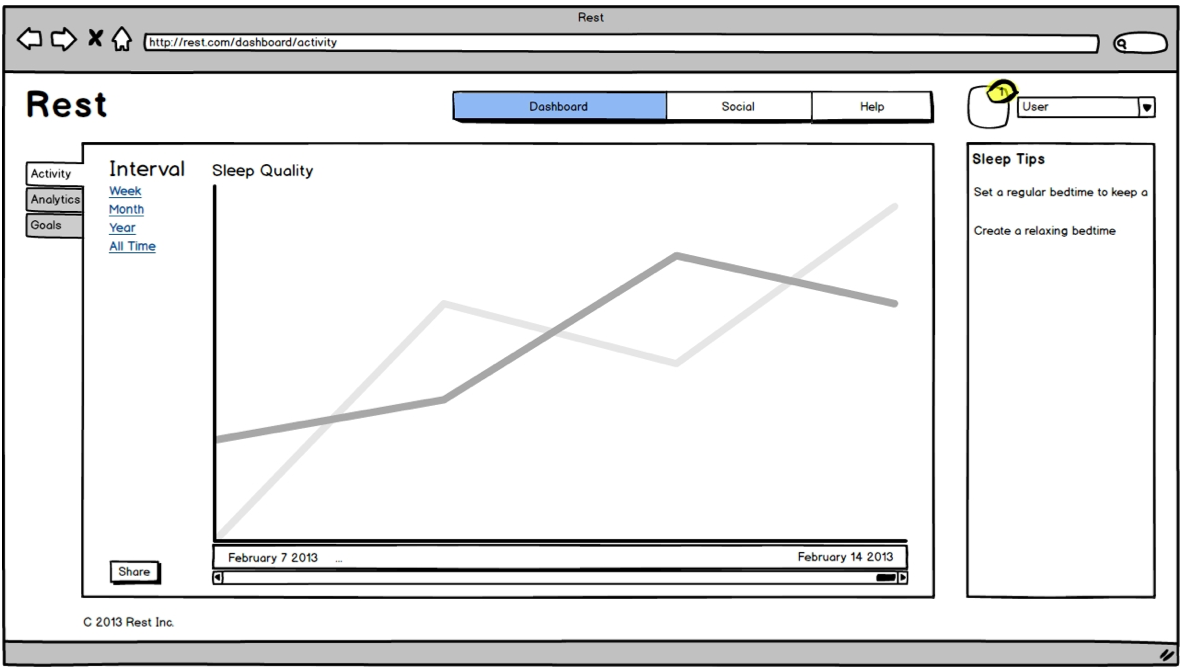 Rest
http://rest.com/dashboard/activity
Rest
Dashboard Social Help
1
User
Activity
Analytics
Goals
Interval
Week
Month
Year
All Time
Sleep Quality
Sleep Tips
Set a regular bedtime to keep a
Create a relaxing bedtime
February 7 2013 ... February 14 2013
Share
C 2013 Rest Inc.